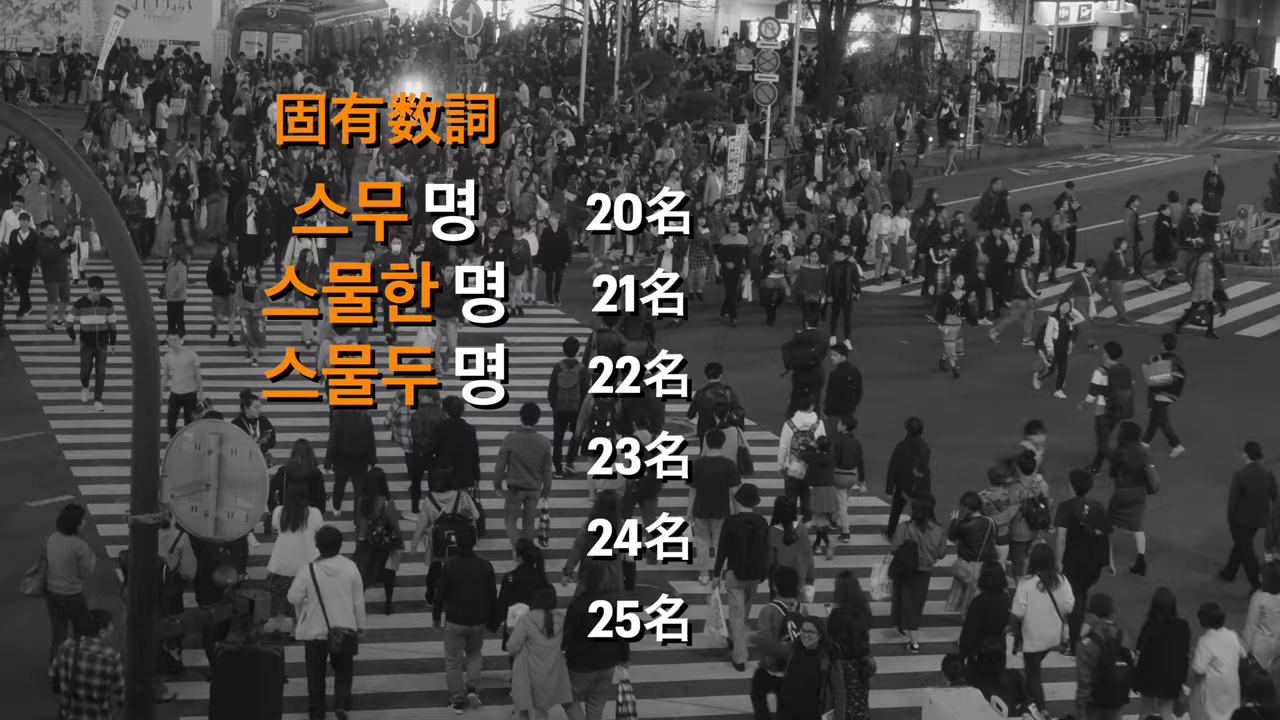 固有数詞
스무 명 20名
스물한 명 21名
스물두 명 22名
23名
24名
25名